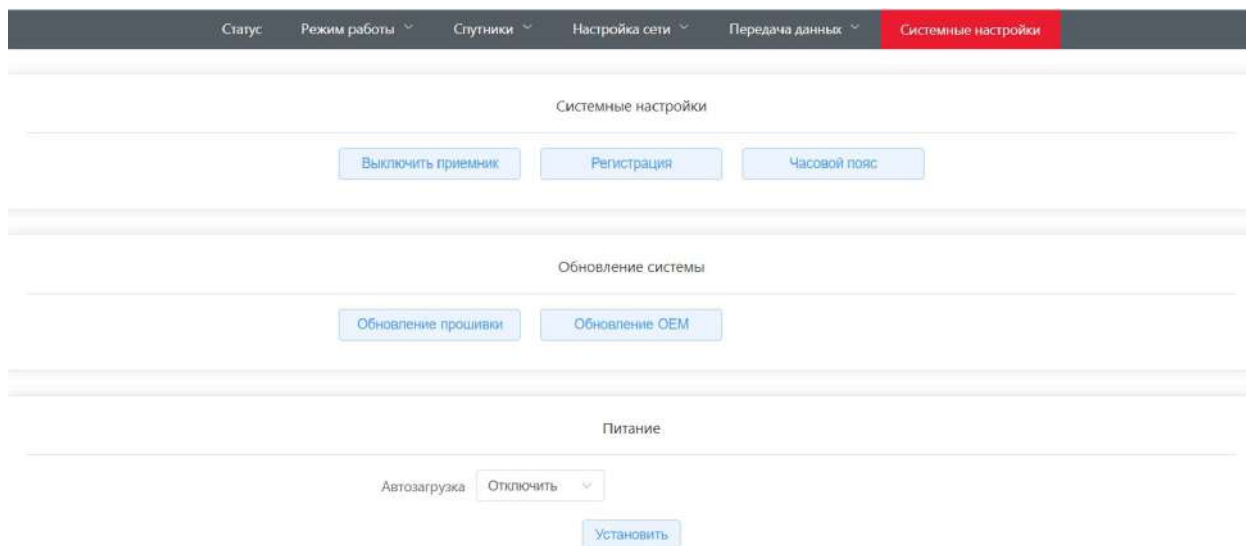 Статус Режим работы Спутники Настройка сети Передача данных Системные настройки
Системные настройки
Выключить приемник Регистрация Часовой пояс
Обновление системы
Обновление прошивки Обновление OEM
Питание
Автозагрузка Отключить
Установить